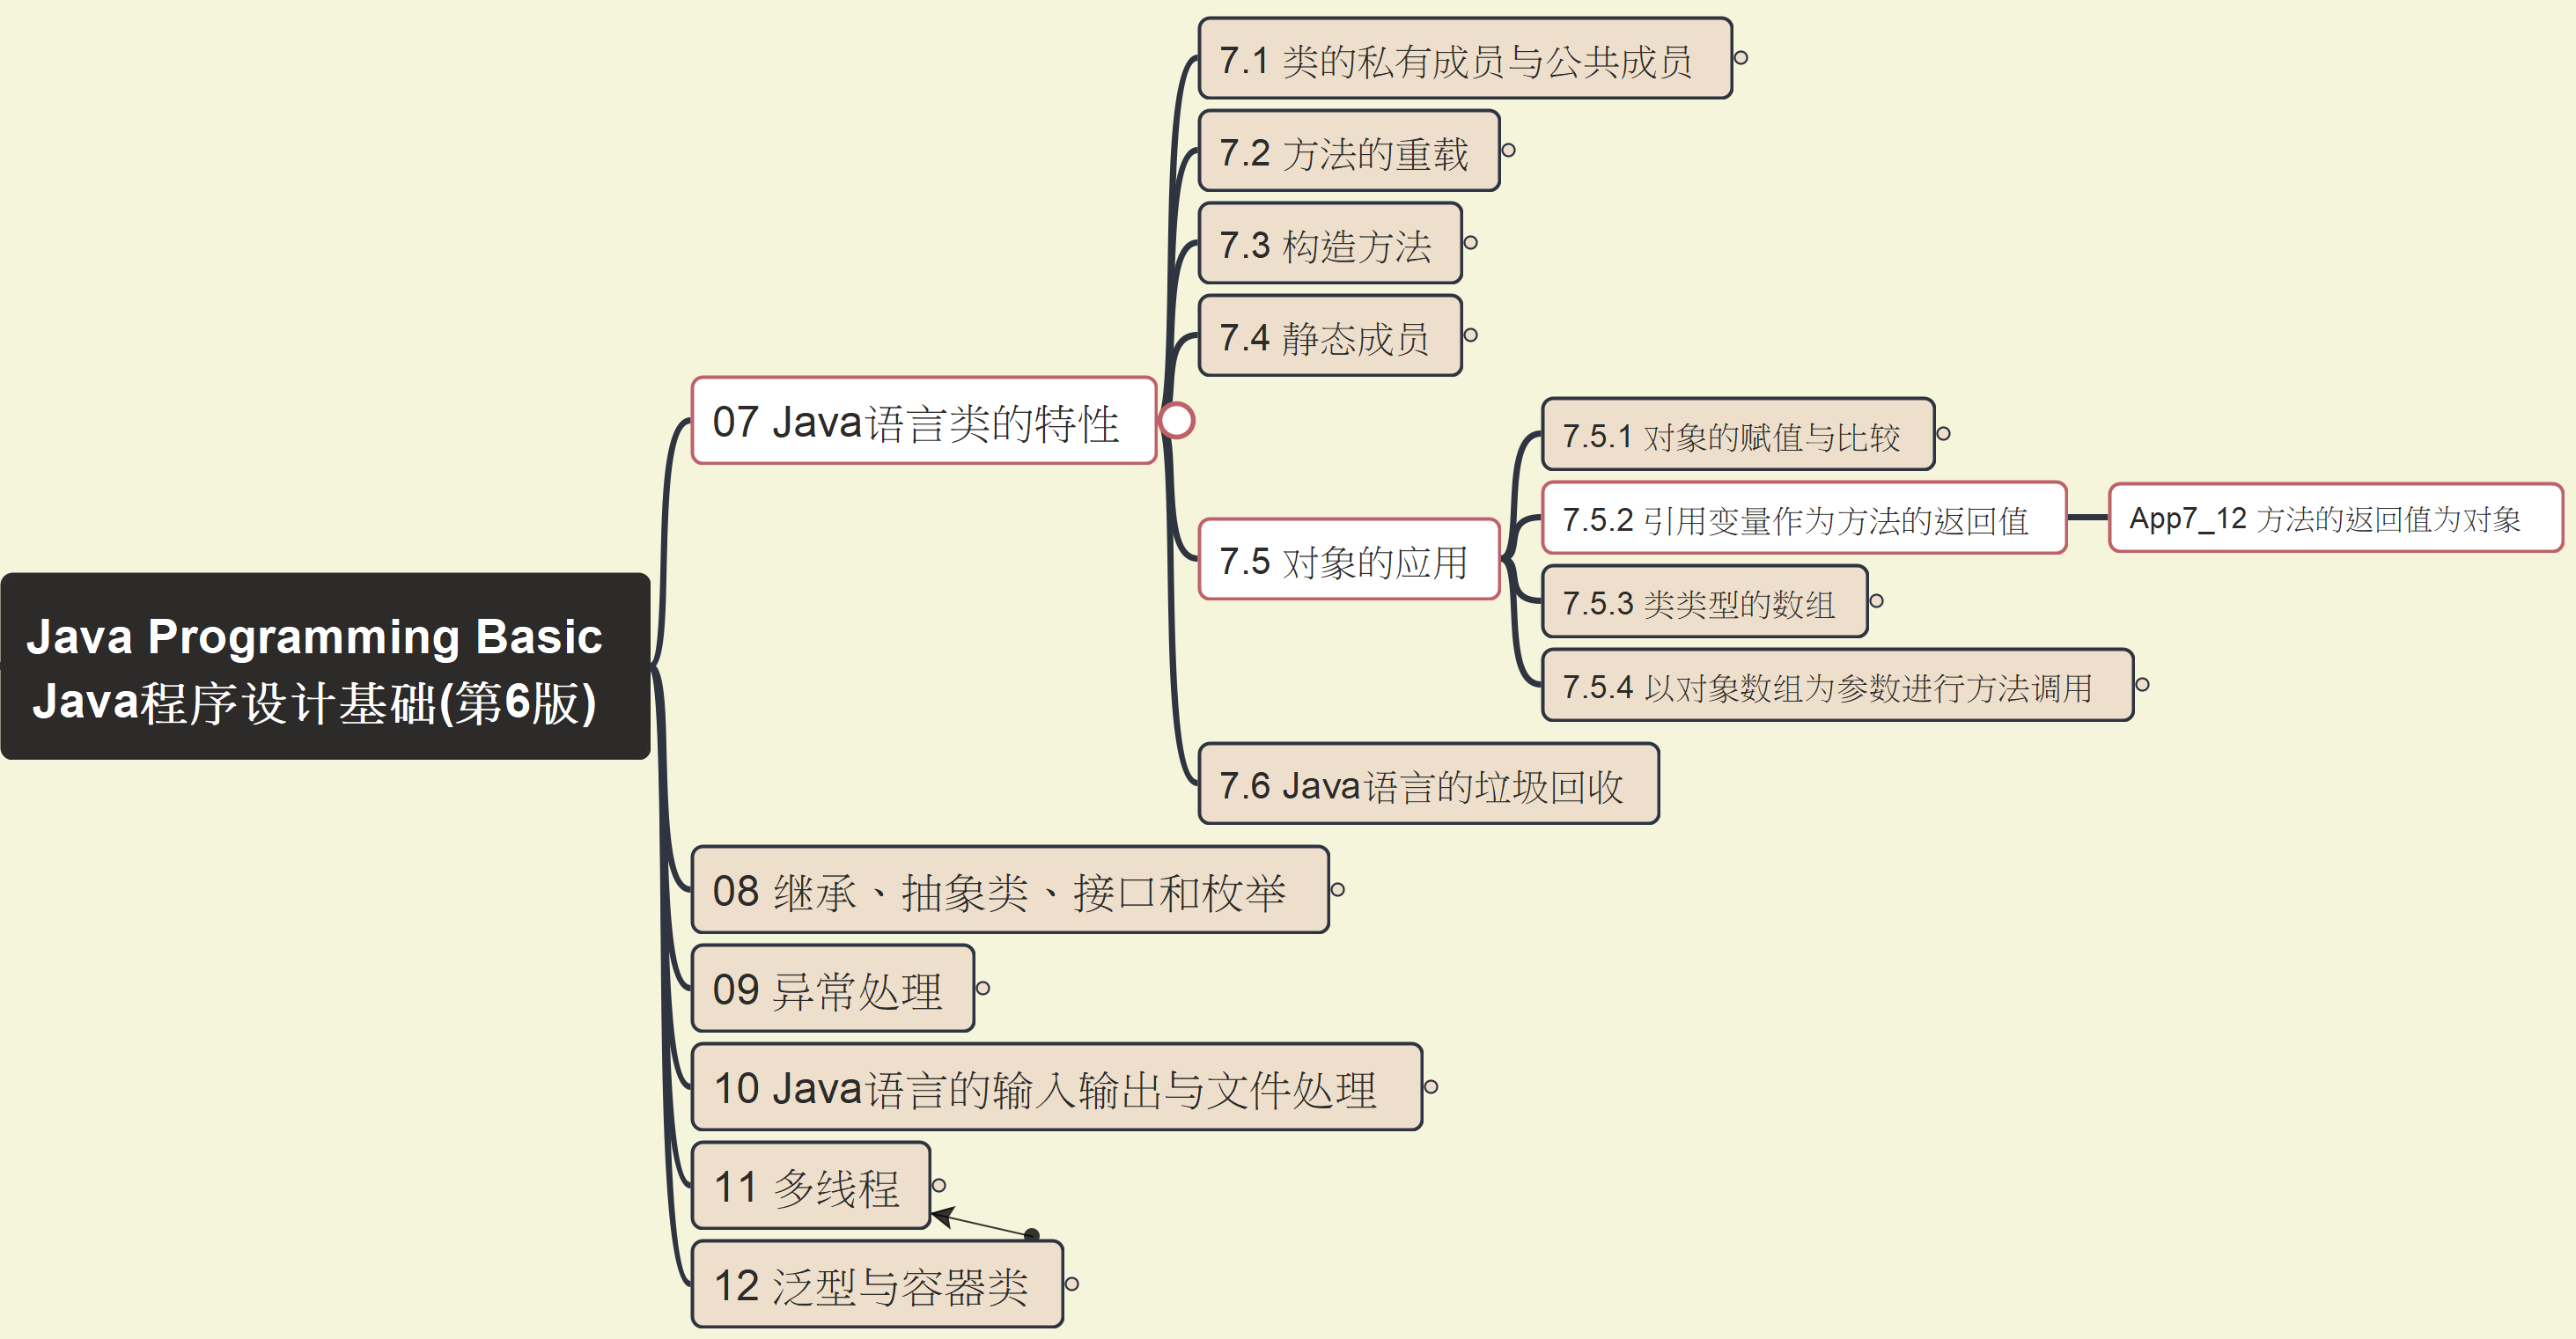 Java Programming Basic
Java程序设计基础(第6版)
07 Java语言类的特性
7.1 类的私有成员与公共成员
7.2 方法的重载
7.3 构造方法
7.4 静态成员
7.5 对象的应用
7.5.1 对象的赋值与比较
7.5.2 引用变量作为方法的返回值
App7_12 方法的返回值为对象
7.5.3 类类型的数组
7.5.4 以对象数组为参数进行方法调用
7.6 Java语言的垃圾回收
08 继承、抽象类、接口和枚举
09 异常处理
10 Java语言的输入输出与文件处理
11 多线程
12 泛型与容器类